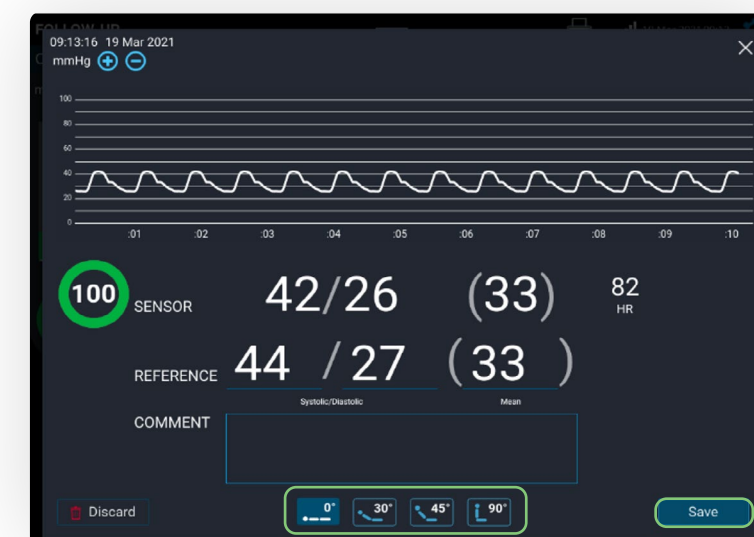 FOLLOW-UP
09:13:16 19 Mar 2021
mmHg
100
80
60
40
20
0
:01 :02 :03 :04 :05 :06 :07 :08 :09 :10
100 SENSOR 42/26 (33) 82
HR
REFERENCE 44 / 27 (33)
Systolic/Diastolic Mean
COMMENT
Discard 0° 30° 45° 90° Save